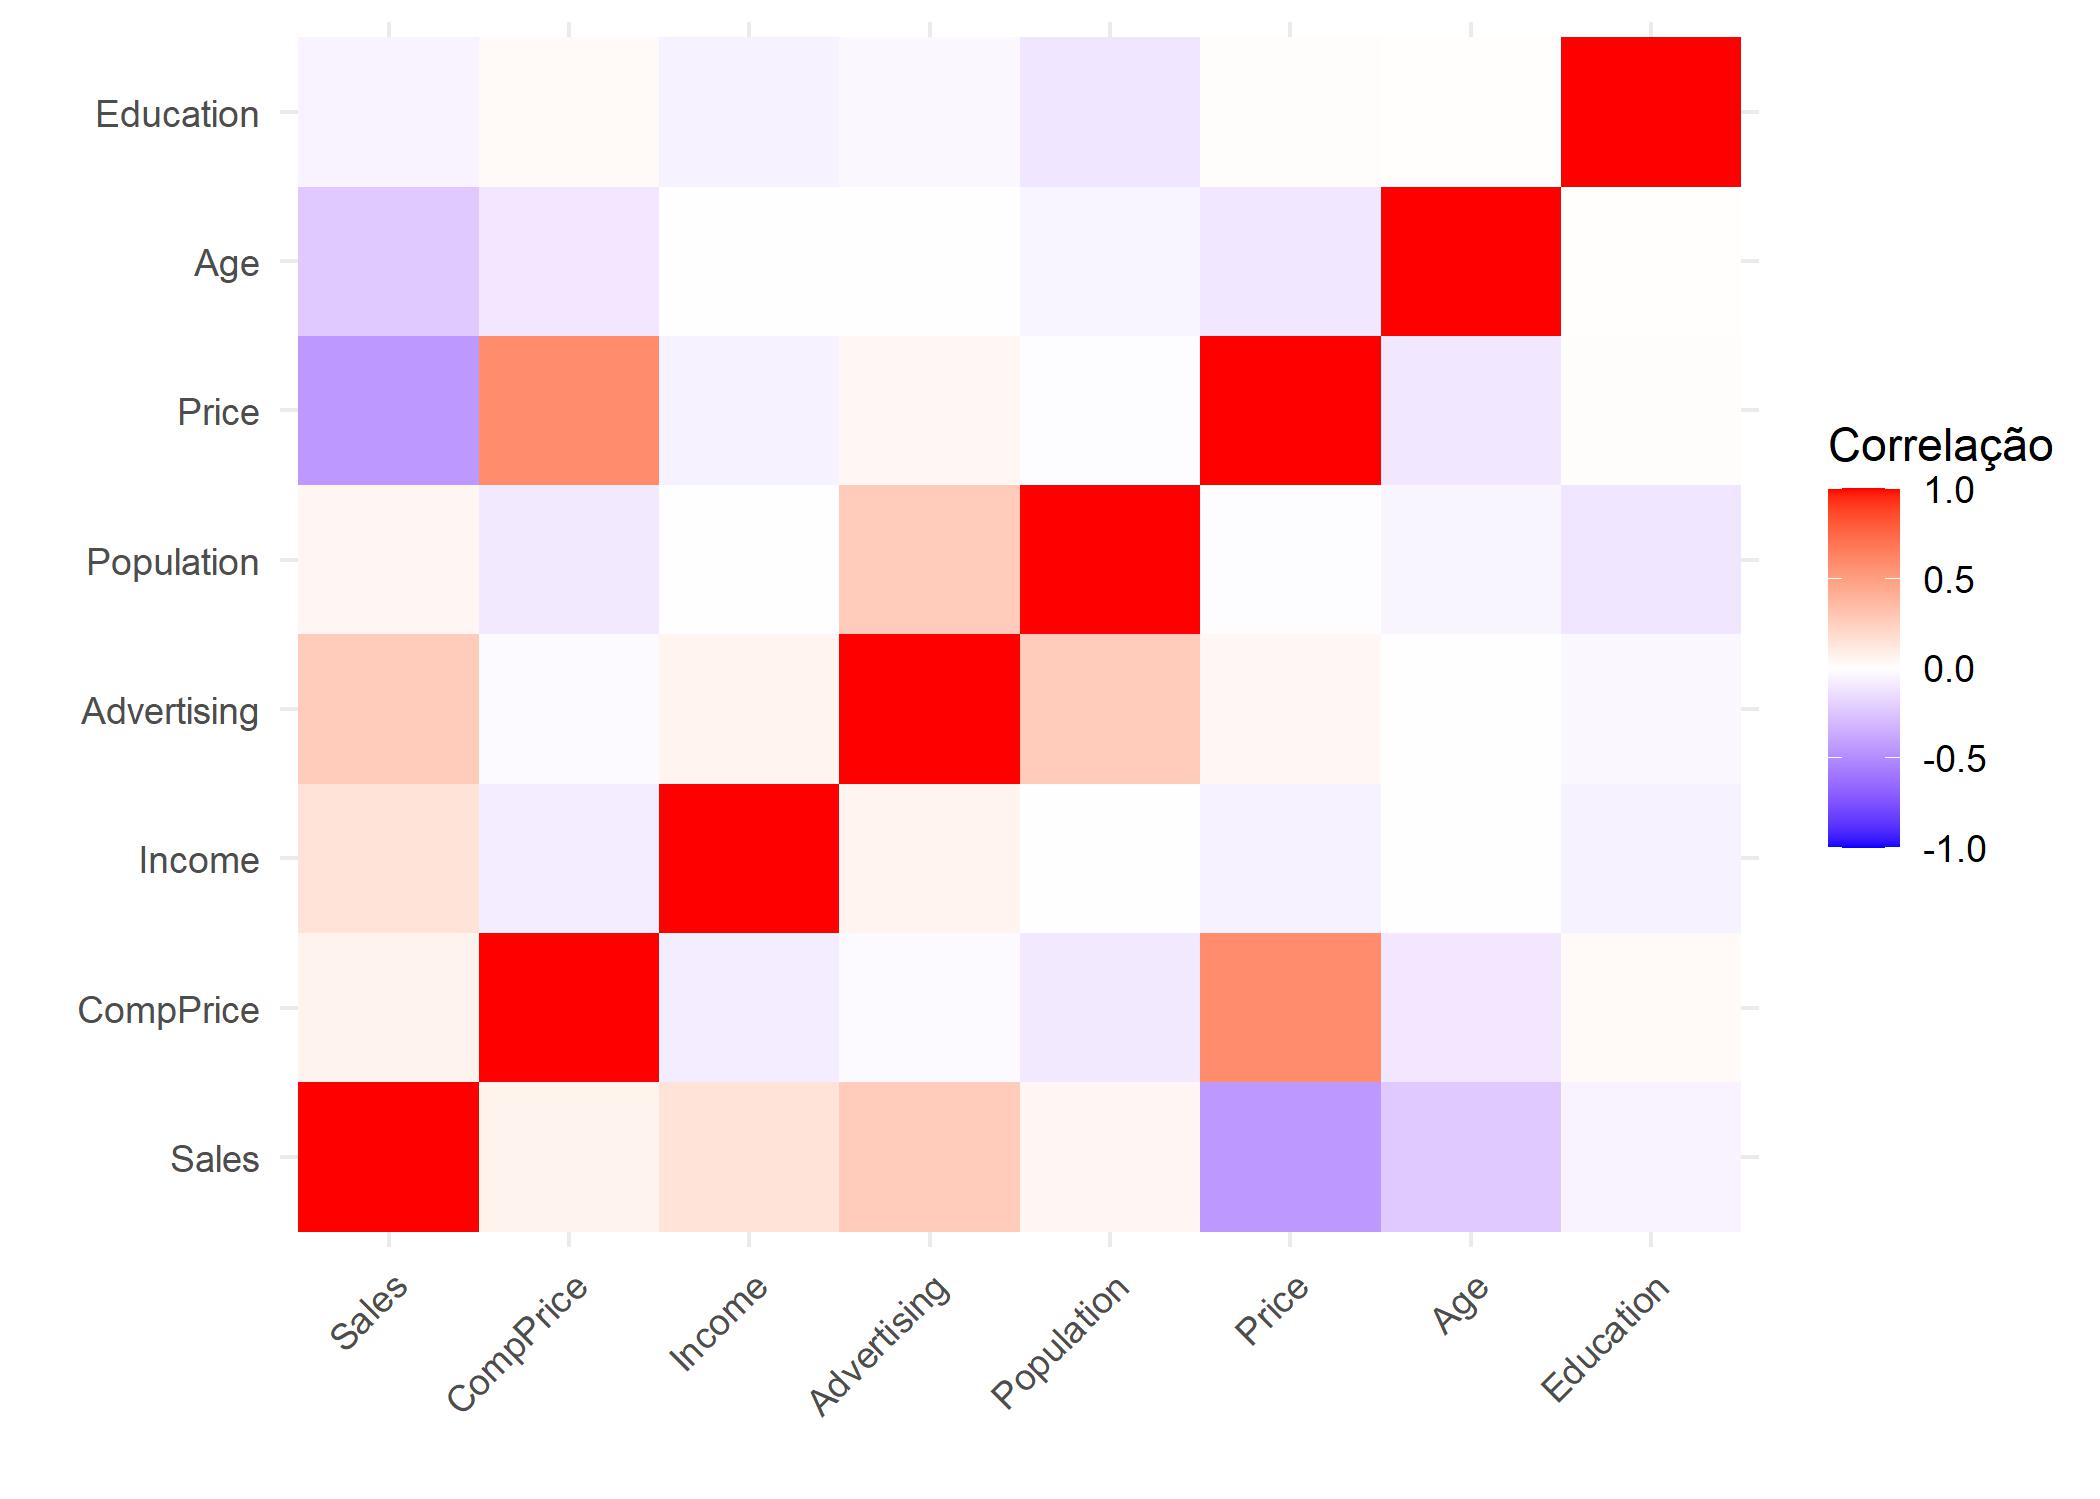 Education
Age
Price
Population
Advertising
Income
CompPrice
Sales
Sales
CompPrice
Income
Advertising
Population
Price
Age
Education
Correlação
1.0
0.5
0.0
-0.5
-1.0